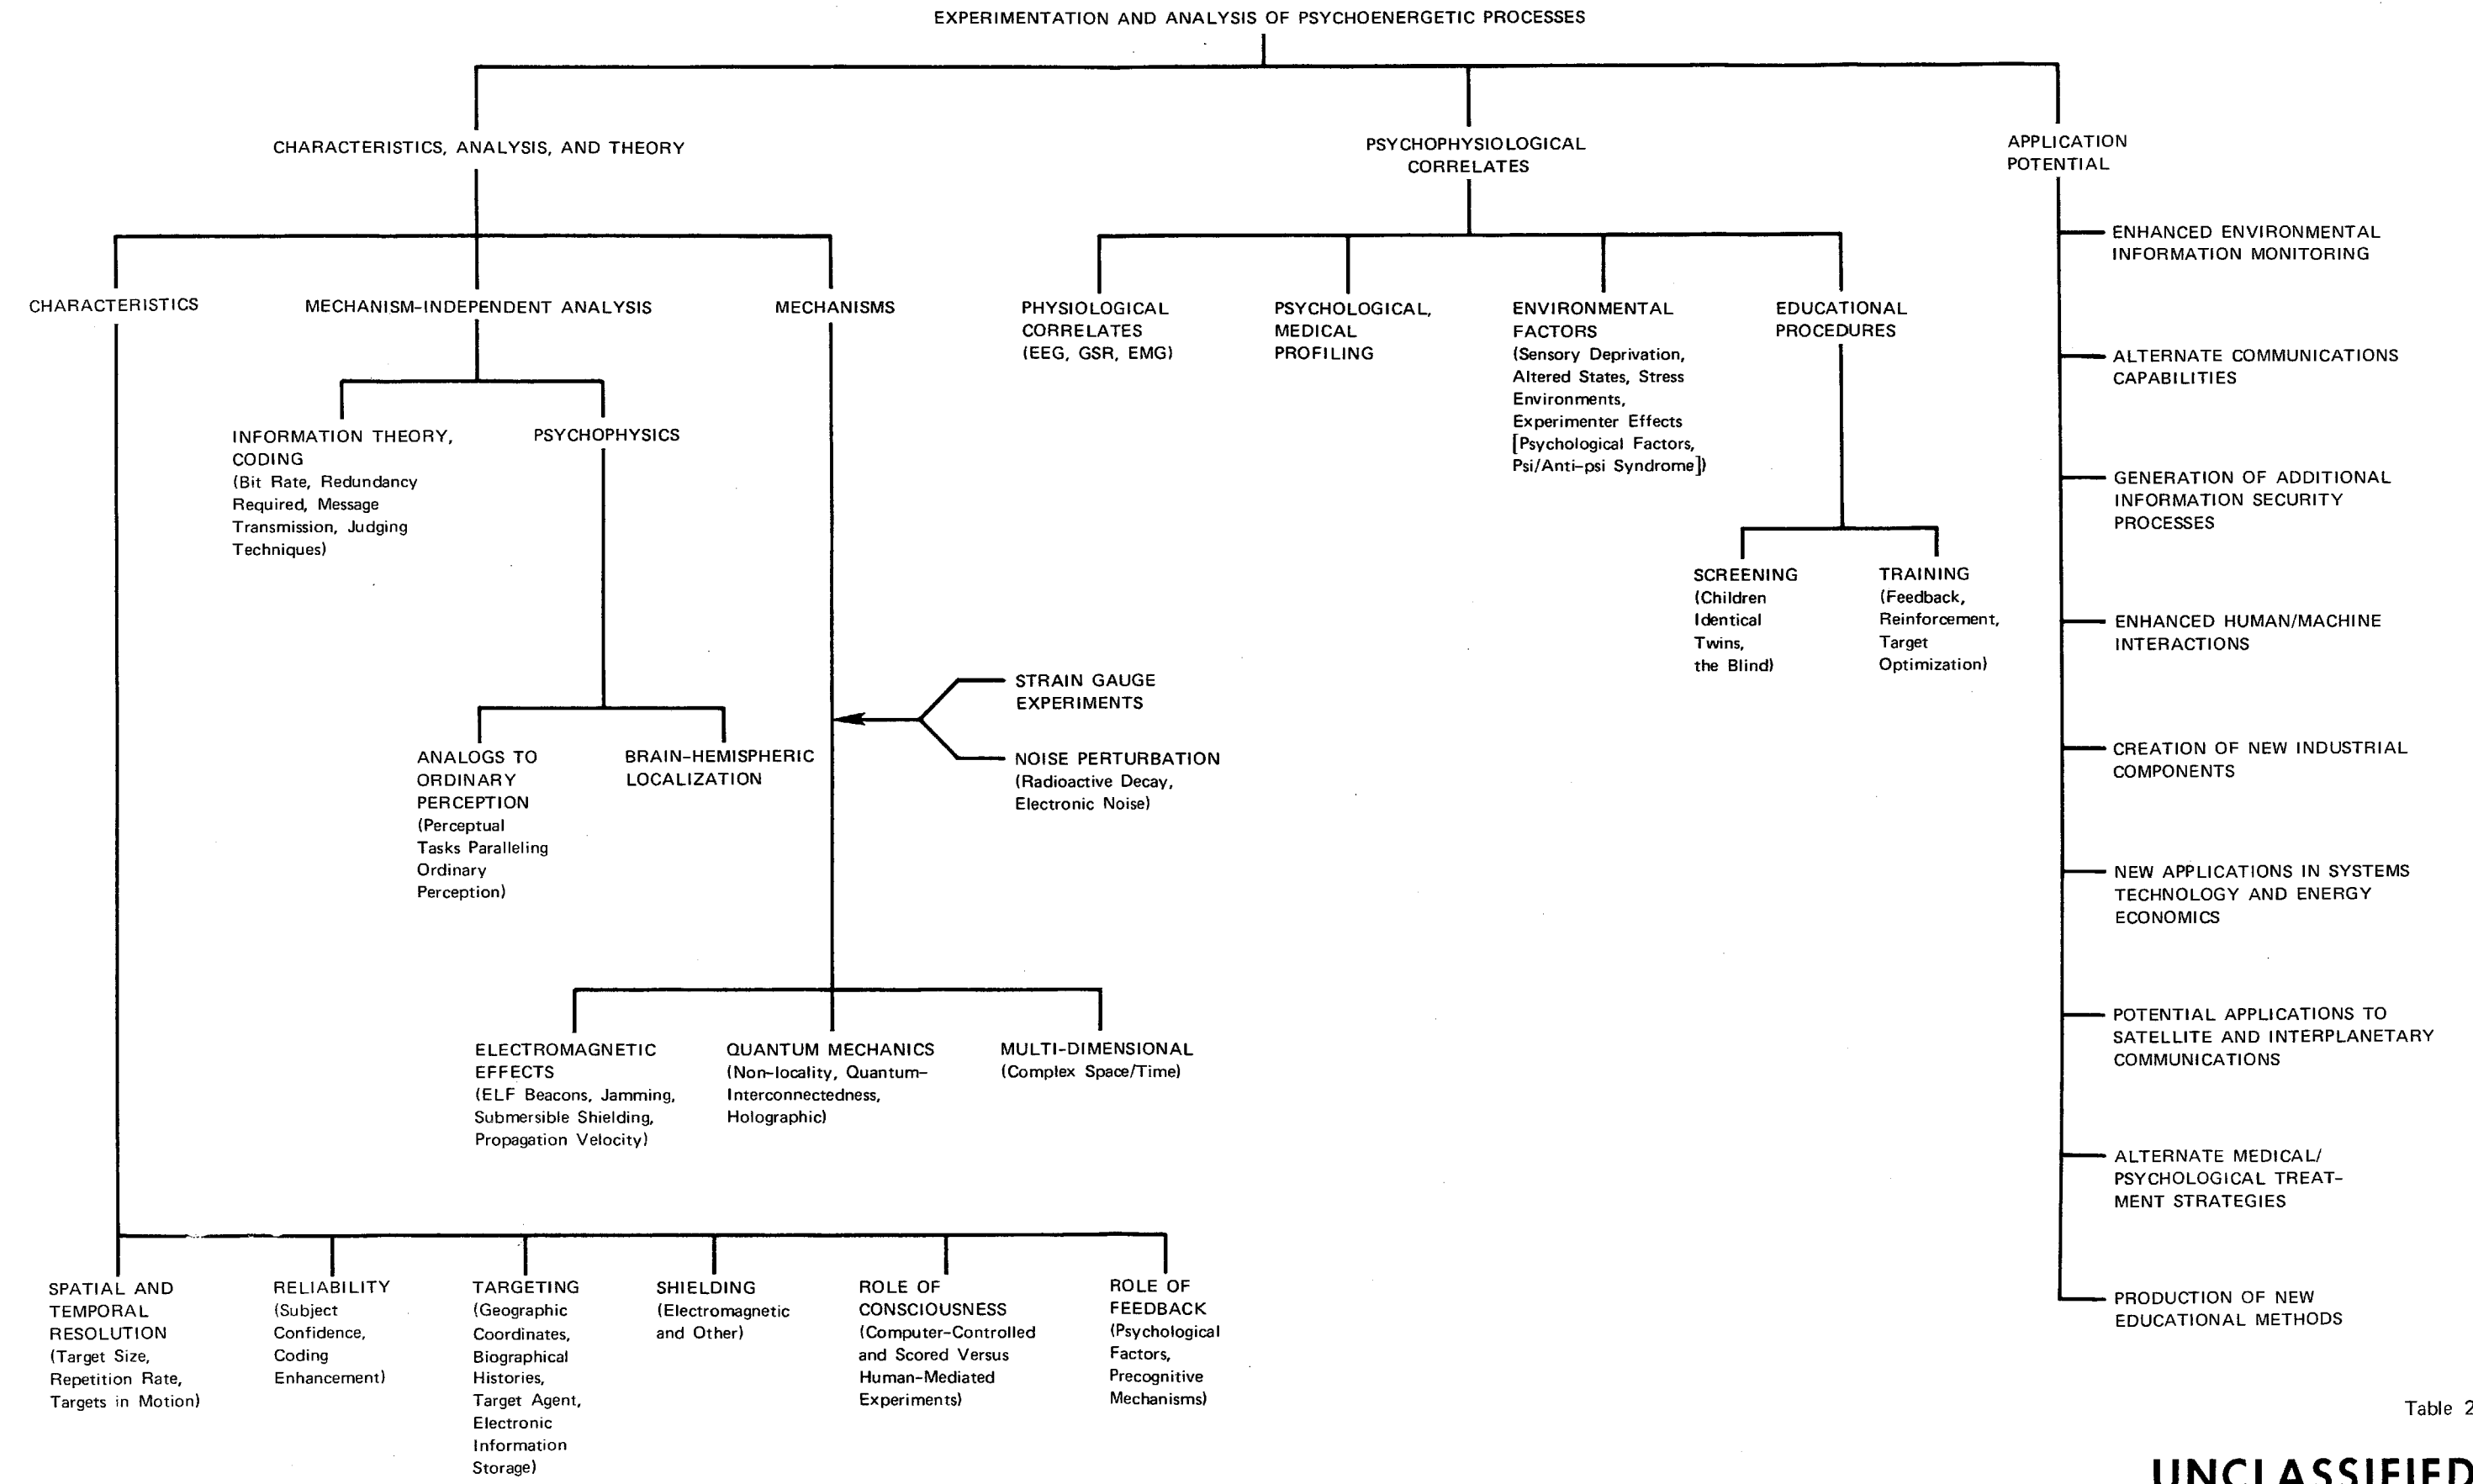 EXPERIMENTATION AND ANALYSIS OF PSYCHOENERGETIC PROCESSES
CHARACTERISTICS, ANALYSIS, AND THEORY
PSYCHOPHYSIOLOGICAL
CORRELATES
APPLICATION
POTENTIAL
CHARACTERISTICS
MECHANISM-INDEPENDENT ANALYSIS
MECHANISMS
INFORMATION THEORY,
CODING
(Bit Rate, Redundancy
Required, Message
Transmission, Judging
Techniques)
PSYCHOPHYSICS
ANALOGS TO
ORDINARY
PERCEPTION
(Perceptual
Tasks Paralleling
Ordinary
Perception)
BRAIN-HEMISPHERIC
LOCALIZATION
STRAIN GAUGE
EXPERIMENTS
NOISE PERTURBATION
(Radioactive Decay,
Electronic Noise)
ELECTROMAGNETIC
EFFECTS
(ELF Beacons, Jamming,
Submersible Shielding,
Propagation Velocity)
QUANTUM MECHANICS
(Non-locality, Quantum-
Interconnectedness,
Holographic)
MULTI-DIMENSIONAL
(Complex Space/Time)
SPATIAL AND
TEMPORAL
RESOLUTION
(Target Size,
Repetition Rate,
Targets in Motion)
RELIABILITY
(Subject
Confidence,
Coding
Enhancement)
TARGETING
(Geographic
Coordinates,
Biographical
Histories,
Target Agent,
Electronic
Information
Storage)
SHIELDING
(Electromagnetic
and Other)
ROLE OF
CONSCIOUSNESS
(Computer-Controlled
and Scored Versus
Human-Mediated
Experiments)
ROLE OF
FEEDBACK
(Psychological
Factors,
Precognitive
Mechanisms)
PHYSIOLOGICAL
CORRELATES
(EEG, GSR, EMG)
PSYCHOLOGICAL,
MEDICAL
PROFILING
ENVIRONMENTAL
FACTORS
(Sensory Deprivation,
Altered States, Stress
Environments,
Experimenter Effects
[Psychological Factors,
Psi/Anti-psi Syndrome])
EDUCATIONAL
PROCEDURES
SCREENING
(Children
Identical
Twins,
the Blind)
TRAINING
(Feedback,
Reinforcement,
Target
Optimization)
ENHANCED ENVIRONMENTAL
INFORMATION MONITORING
ALTERNATE COMMUNICATIONS
CAPABILITIES
GENERATION OF ADDITIONAL
INFORMATION SECURITY
PROCESSES
ENHANCED HUMAN/MACHINE
INTERACTIONS
CREATION OF NEW INDUSTRIAL
COMPONENTS
NEW APPLICATIONS IN SYSTEMS
TECHNOLOGY AND ENERGY
ECONOMICS
POTENTIAL APPLICATIONS TO
SATELLITE AND INTERPLANETARY
COMMUNICATIONS
ALTERNATE MEDICAL/
PSYCHOLOGICAL TREAT-
MENT STRATEGIES
PRODUCTION OF NEW
EDUCATIONAL METHODS
Table 2
UNCLASSIFIED